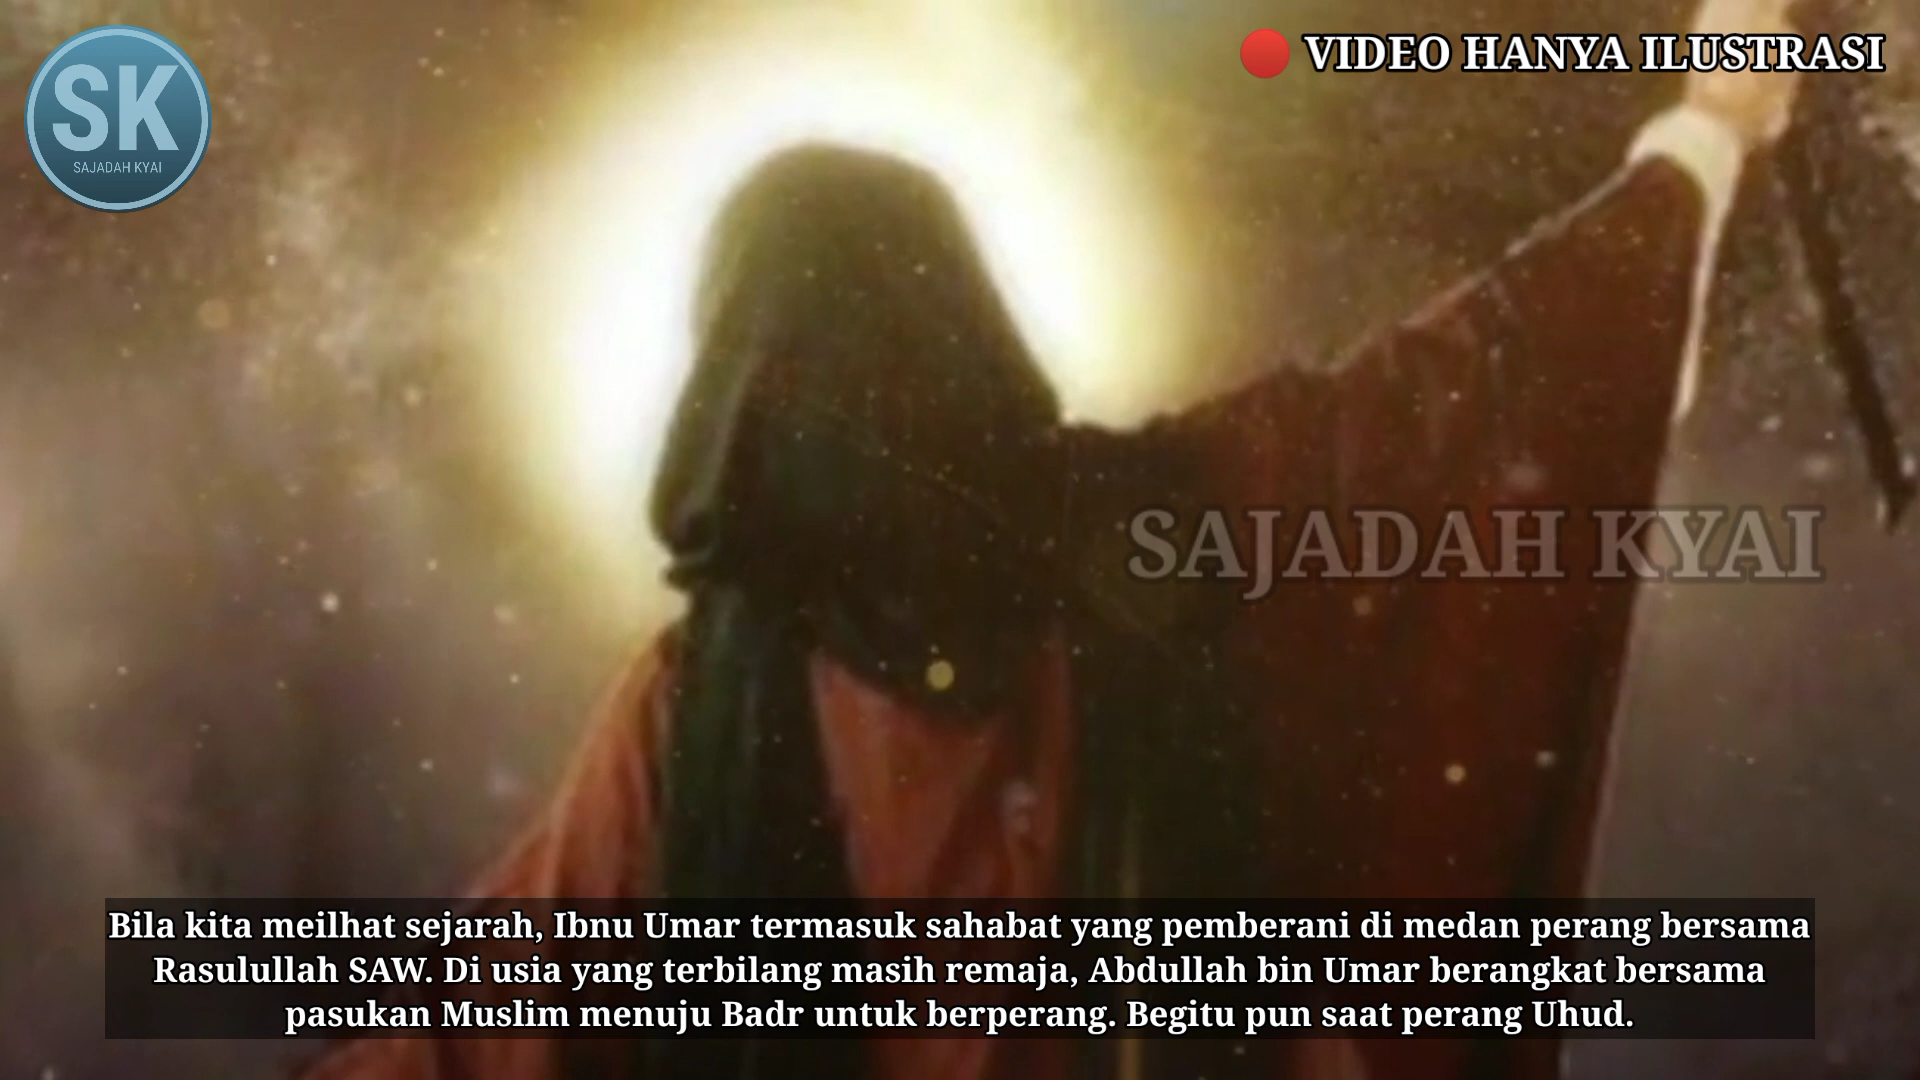 SK
SAJADAH KYAI
VIDEO HANYA ILUSTRASI
SAJADAH KYAI
Bila kita meilhat sejarah, Ibnu Umar termasuk sahabat yang pemberani di medan perang bersama
Rasulullah SAW. Di usia yang terbilang masih remaja, Abdullah bin Umar berangkat bersama
pasukan Muslim menuju Badr untuk berperang. Begitu pun saat perang Uhud.